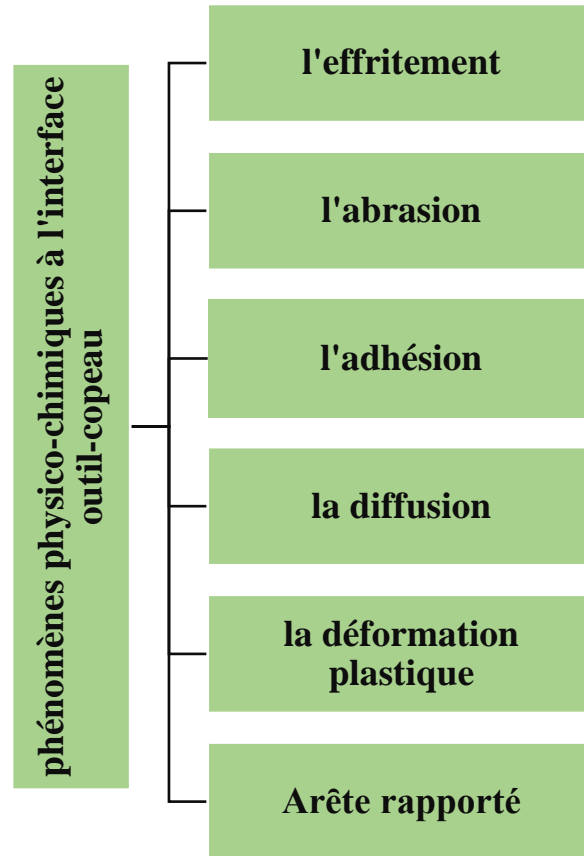 phénomènes physico-chimiques à l'interface
outil-copeau
l'effritement
l'abrasion
l'adhésion
la diffusion
la déformation
plastique
Arête rapporté